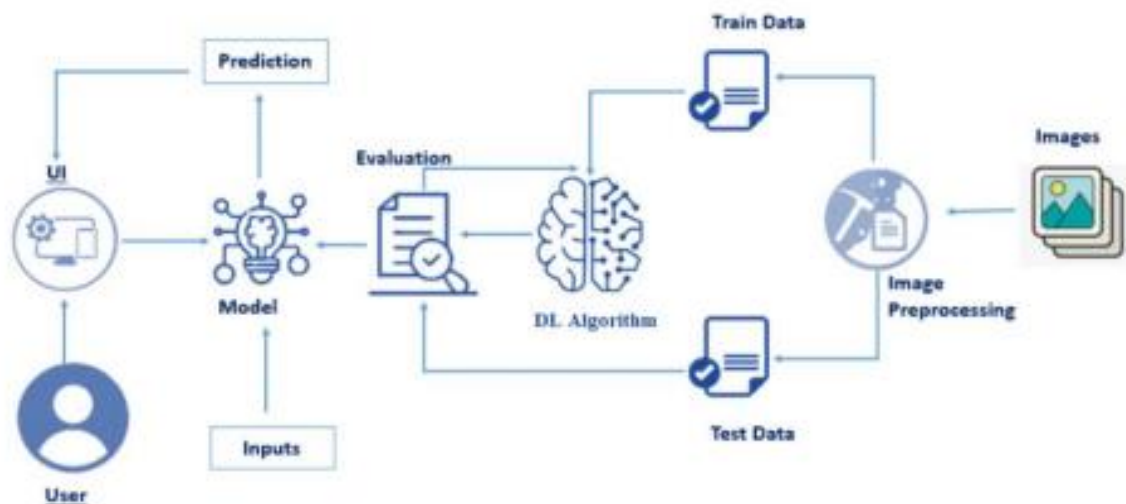 Train Data
Prediction
Images
Evaluation
UI
Image
Preprocessing
Model
DL Algorithm
Test Data
Inputs
User